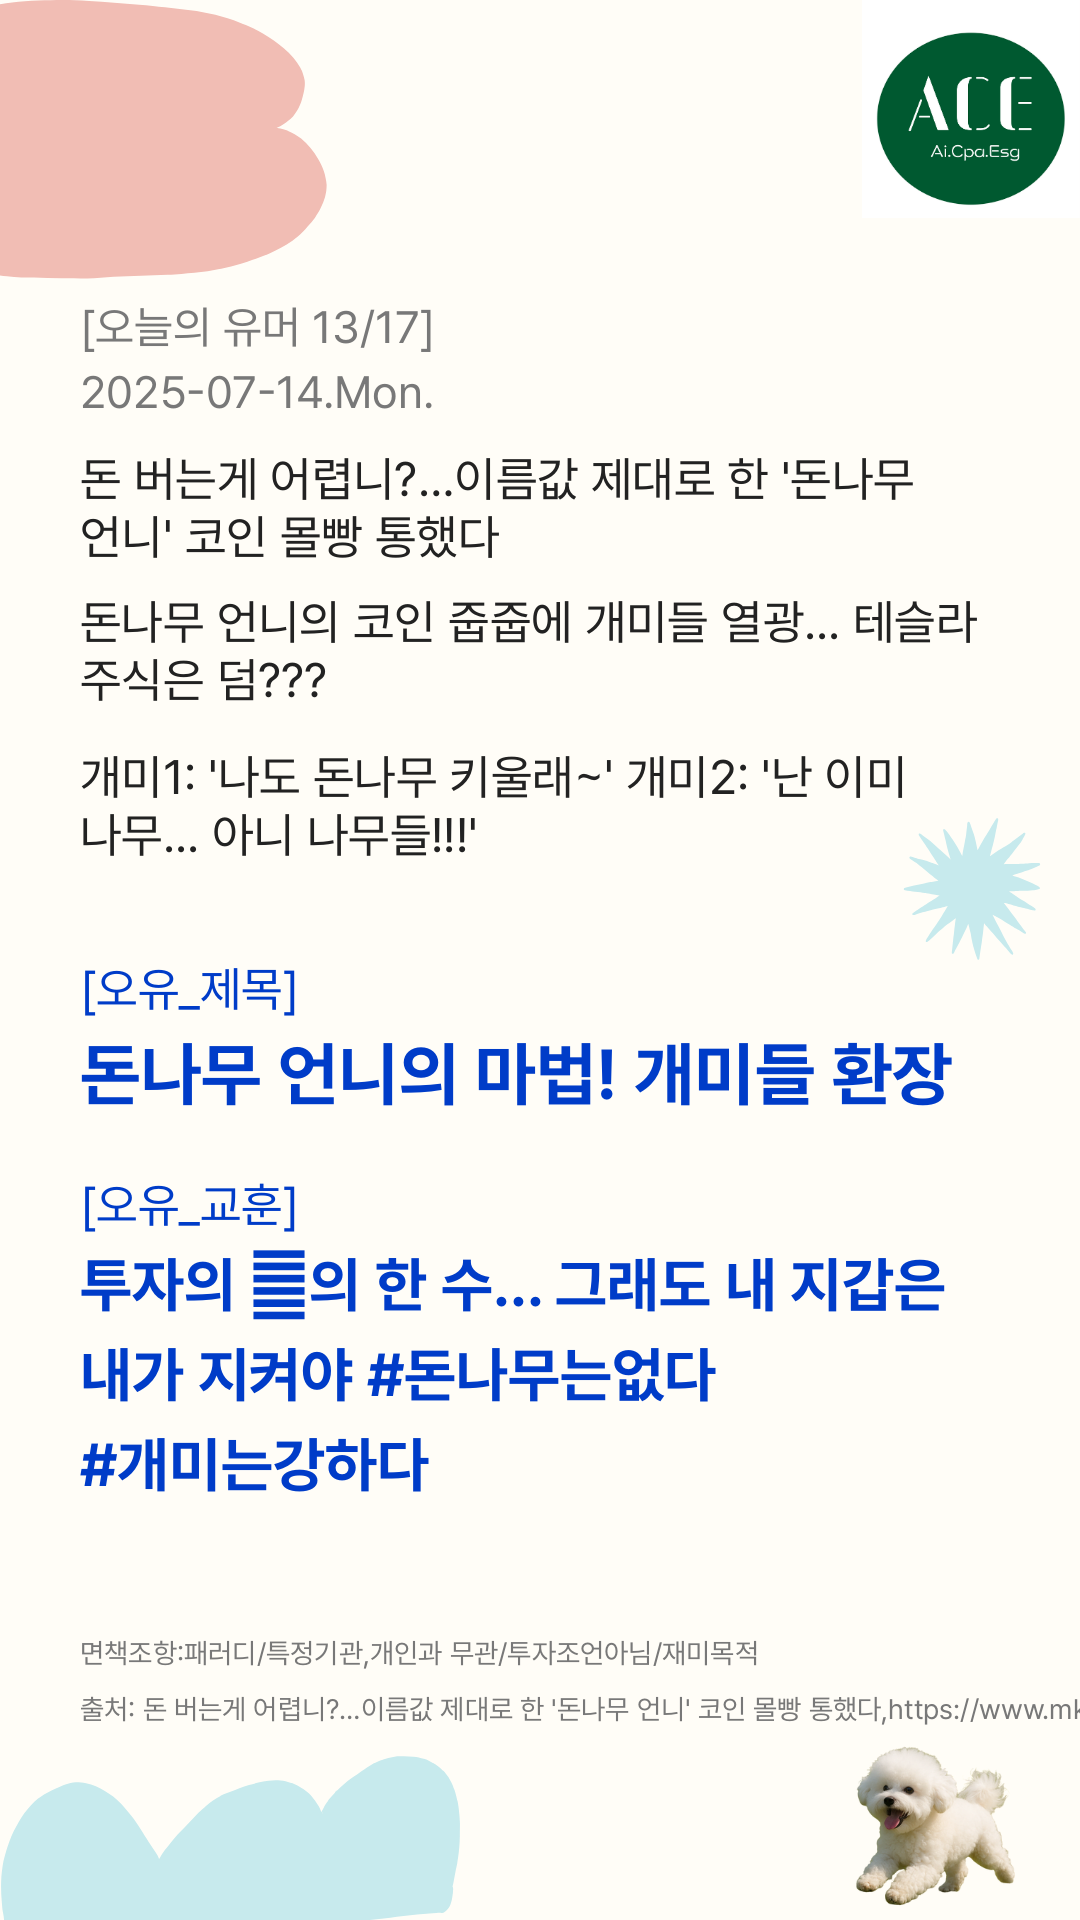 ACE
Ai.Cpa.Esg
[오늘의 유머 13/17]
2025-07-14.Mon.
돈 버는게 어렵니?...이름값 제대로 한 '돈나무
언니' 코인 몰빵 통했다
돈나무 언니의 코인 줍줍에 개미들 열광... 테슬라
주식은 덤???
개미1: '나도 돈나무 키울래~' 개미2: '난 이미
나무... 아니 나무들!!!'
[오유_제목]
돈나무 언니의 마법! 개미들 환장
[오유_교훈]
투자의 의 한 수... 그래도 내 지갑은
내가 지켜야 #돈나무는없다
#개미는강하다
면책조항:패러디/특정기관,개인과 무관/투자조언아님/재미목적
출처: 돈 버는게 어렵니?...이름값 제대로 한 '돈나무 언니' 코인 몰빵 통했다,https://www.mk